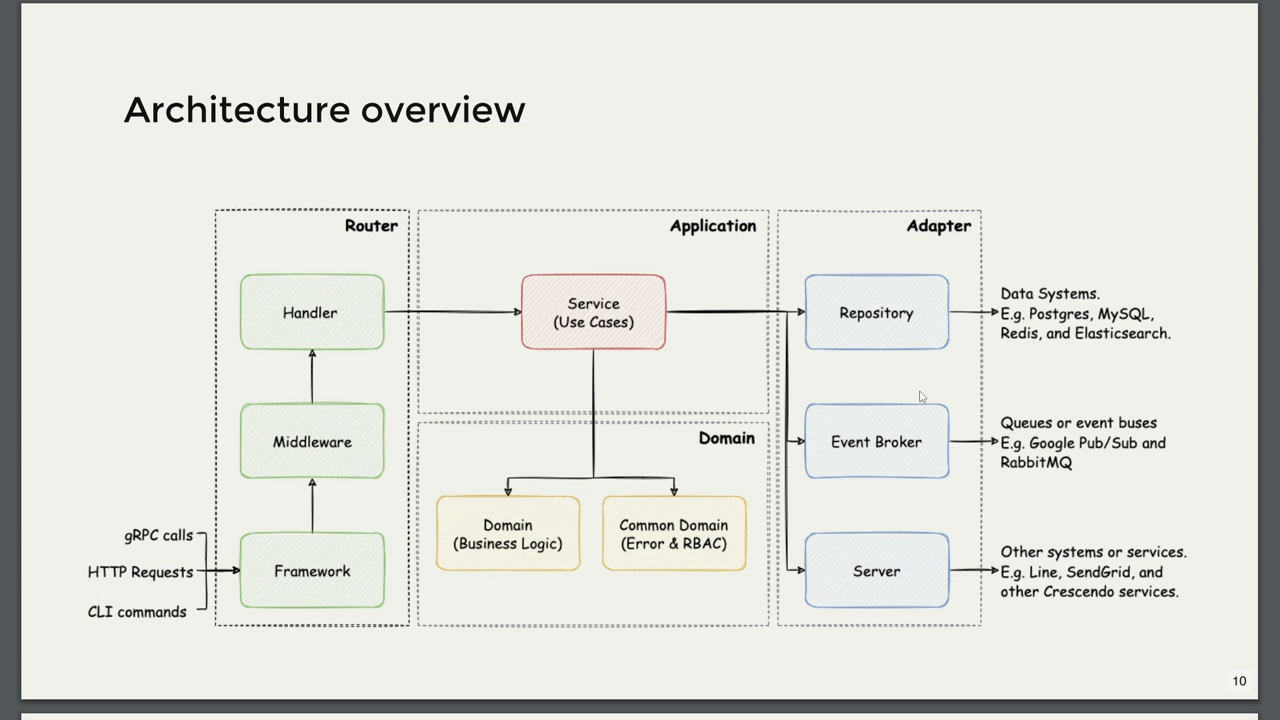 Architecture overview
Router
Application
Adapter
Handler
Service
(Use Cases)
Repository
Data Systems.
E.g. Postgres, MySQL,
Redis, and Elasticsearch.
Middleware
Domain
Event Broker
Queues or event buses
E.g. Google Pub/Sub and
RabbitMQ
Domain
(Business Logic)
Common Domain
(Error & RBAC)
gRPC calls
HTTP Requests
CLI commands
Framework
Server
Other systems or services.
E.g. Line, SendGrid, and
other Crescendo services.
10